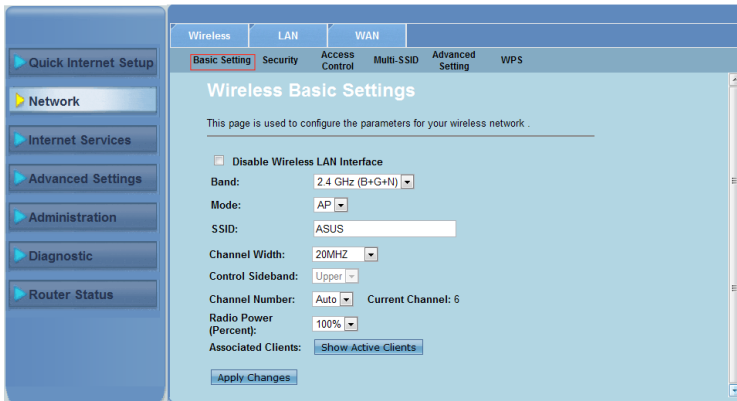 Wireless LAN WAN
Basic Setting Security Access Control Multi-SSID Advanced Setting WPS
Quick Internet Setup
Network
Internet Services
Advanced Settings
Administration
Diagnostic
Router Status
Wireless Basic Settings
This page is used to configure the parameters for your wireless network .
Disable Wireless LAN Interface
Band: 2.4 GHz (B+G+N)
Mode: AP
SSID: ASUS
Channel Width: 20MHZ
Control Sideband: Upper
Channel Number: Auto Current Channel: 6
Radio Power (Percent): 100%
Associated Clients: Show Active Clients
Apply Changes